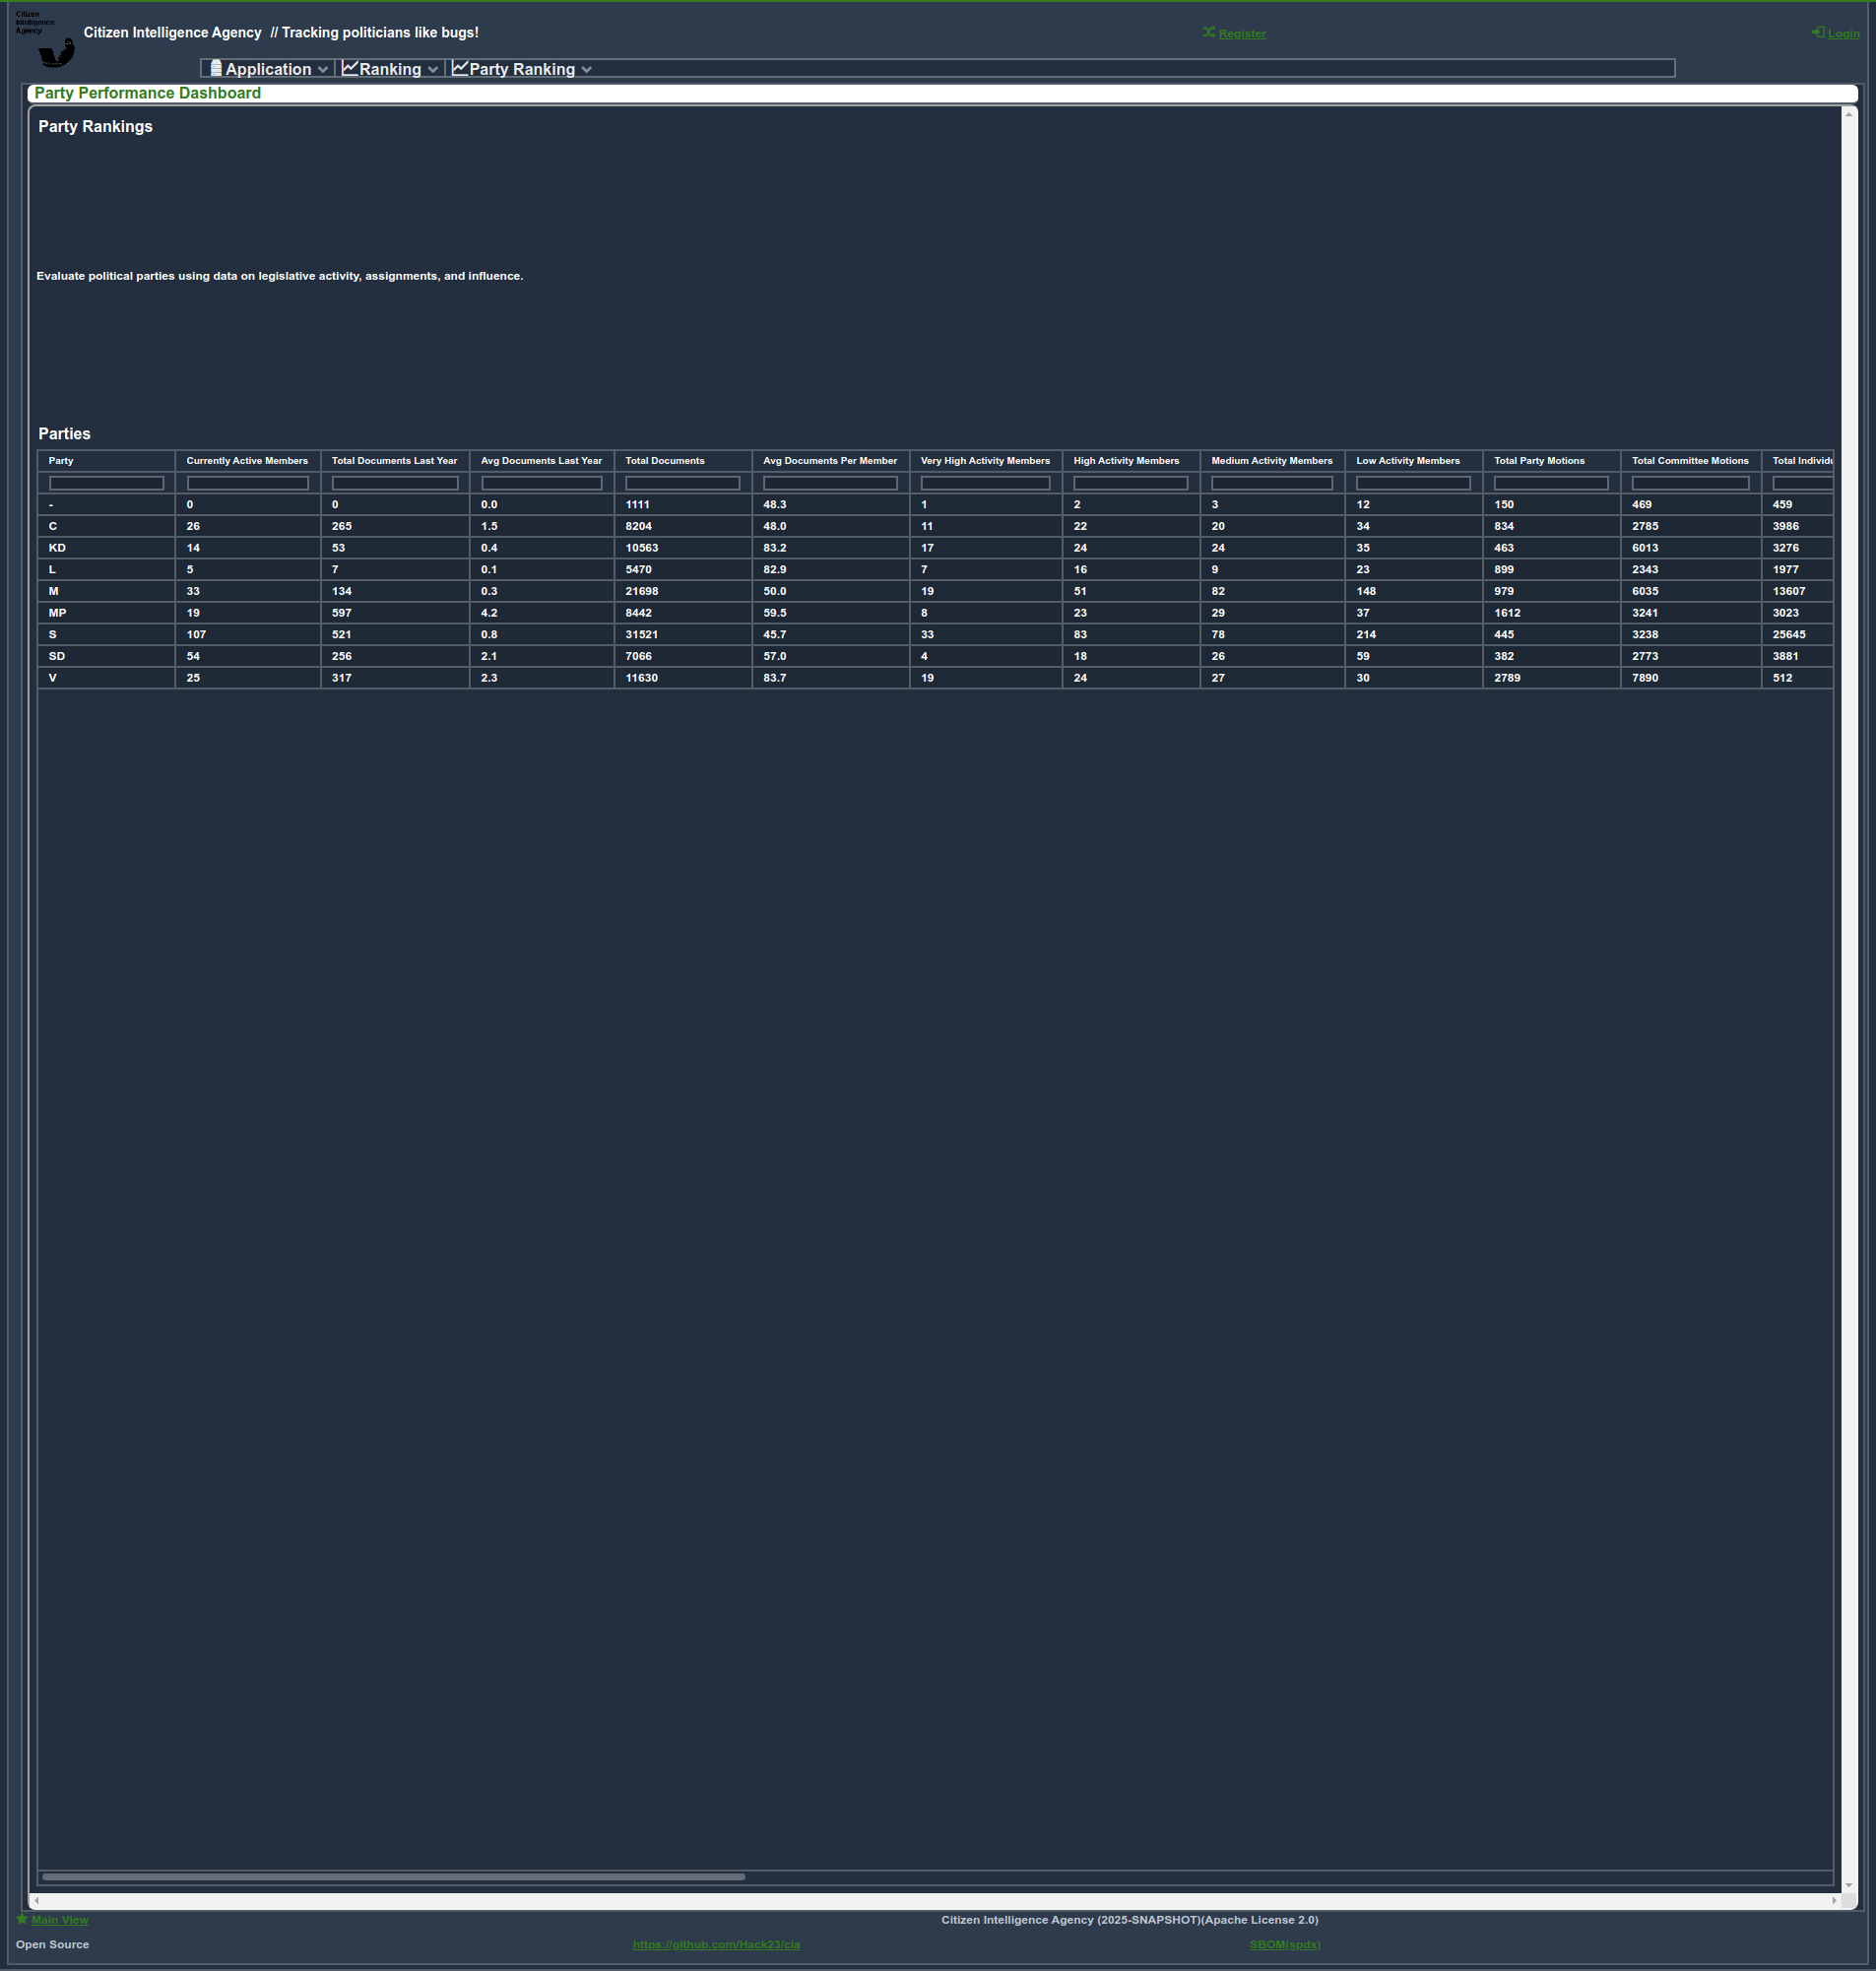 Citizen
Intelligence
Agency
Citizen Intelligence Agency // Tracking politicians like bugs! Register Login
Application Ranking Party Ranking
Party Performance Dashboard
Party Rankings
Evaluate political parties using data on legislative activity, assignments, and influence.
Parties
Party Currently Active Members Total Documents Last Year Avg Documents Last Year Total Documents Avg Documents Per Member Very High Activity Members High Activity Members Medium Activity Members Low Activity Members Total Party Motions Total Committee Motions Total Individu
- 0 0 0.0 1111 48.3 1 2 3 12 150 469 459
C 26 265 1.5 8204 48.0 11 22 20 34 834 2785 3986
KD 14 53 0.4 10563 83.2 17 24 24 35 463 6013 3276
L 5 7 0.1 5470 82.9 7 16 9 23 899 2343 1977
M 33 134 0.3 21698 50.0 19 51 82 148 979 6035 13607
MP 19 597 4.2 8442 59.5 8 23 29 37 1612 3241 3023
S 107 521 0.8 31521 45.7 33 83 78 214 445 3238 25645
SD 54 256 2.1 7066 57.0 4 18 26 59 382 2773 3881
V 25 317 2.3 11630 83.7 19 24 27 30 2789 7890 512
Main View Citizen Intelligence Agency (2025-SNAPSHOT)(Apache License 2.0)
Open Source https://github.com/Hack23/cia SBOM(spdx)